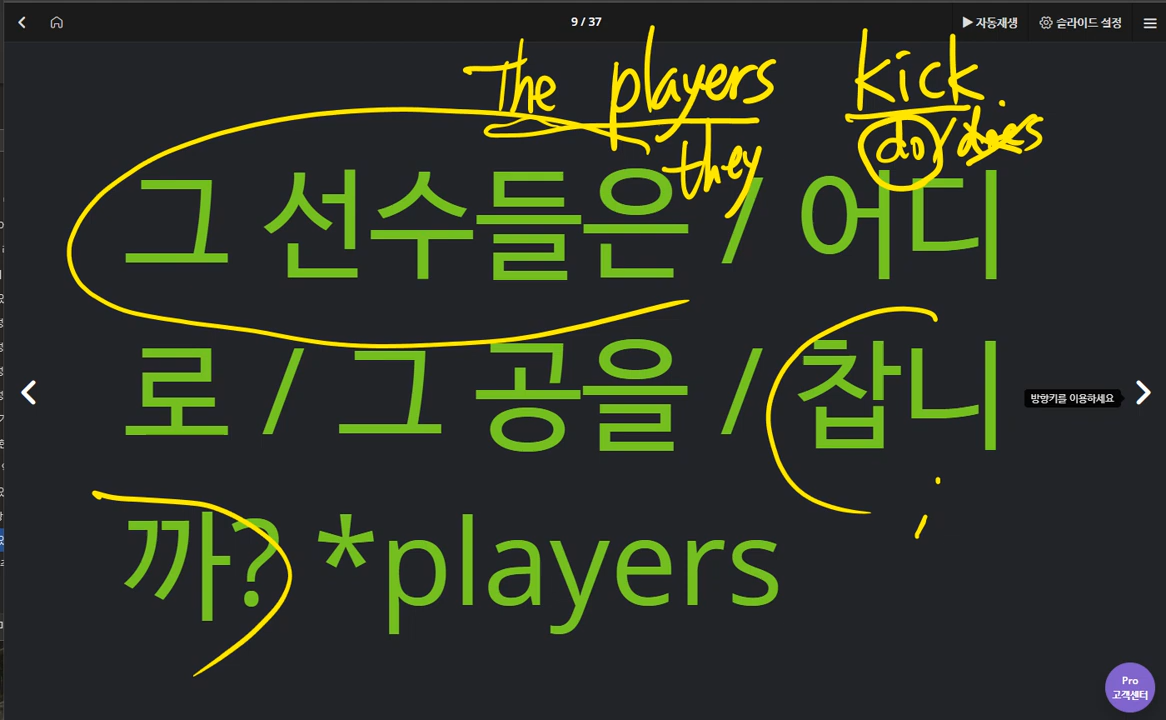 9 / 37
▶ 자동재생
슬라이드 설정
the players kick
they do / does
그 선수들은 / 어디
로 / 그 공을 / 찹니
방향키를 이용하세요
까? *players
Pro
고객센터